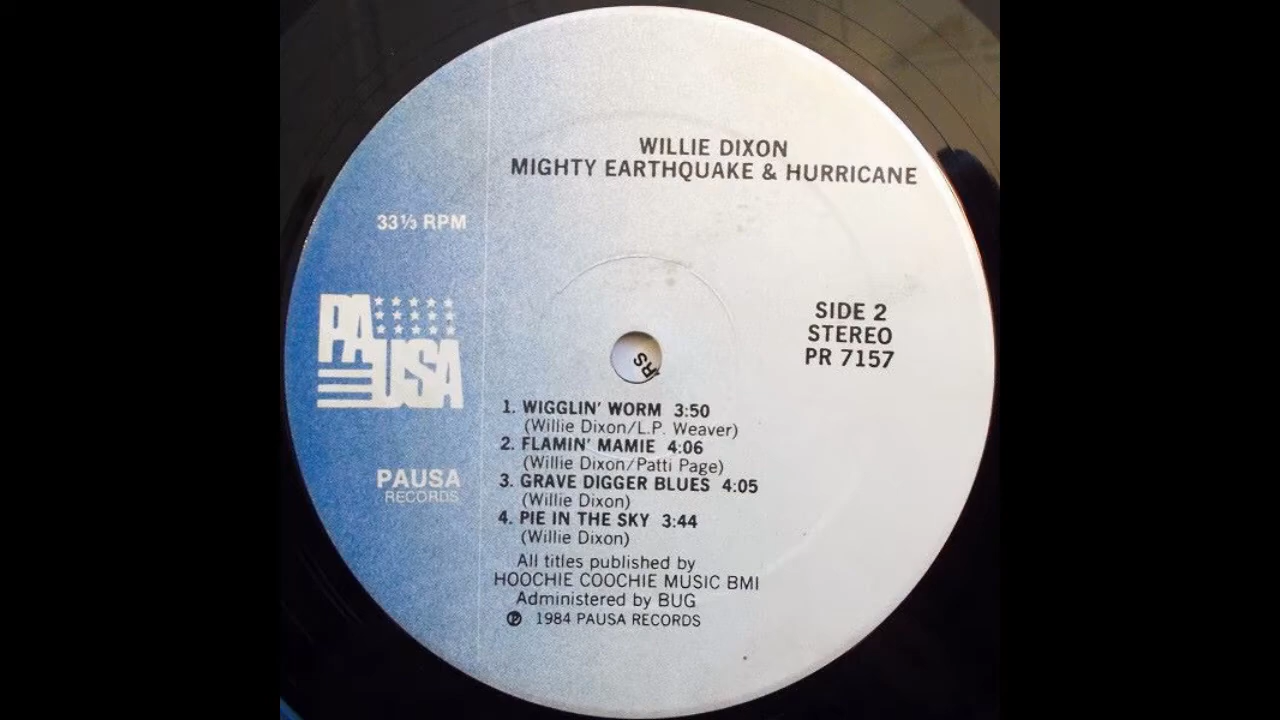 WILLIE DIXON
MIGHTY EARTHQUAKE & HURRICANE
33⅓ RPM
PAUSA
SIDE 2
STEREO
PR 7157
RS
1. WIGGLIN' WORM 3:50
(Willie Dixon/L.P. Weaver)
2. FLAMIN' MAMIE 4:06
(Willie Dixon/Patti Page)
3. GRAVE DIGGER BLUES 4:05
(Willie Dixon)
4. PIE IN THE SKY 3:44
(Willie Dixon)
PAUSA
RECORDS
All titles published by
HOOCHIE COOCHIE MUSIC BMI
Administered by BUG
℗ 1984 PAUSA RECORDS